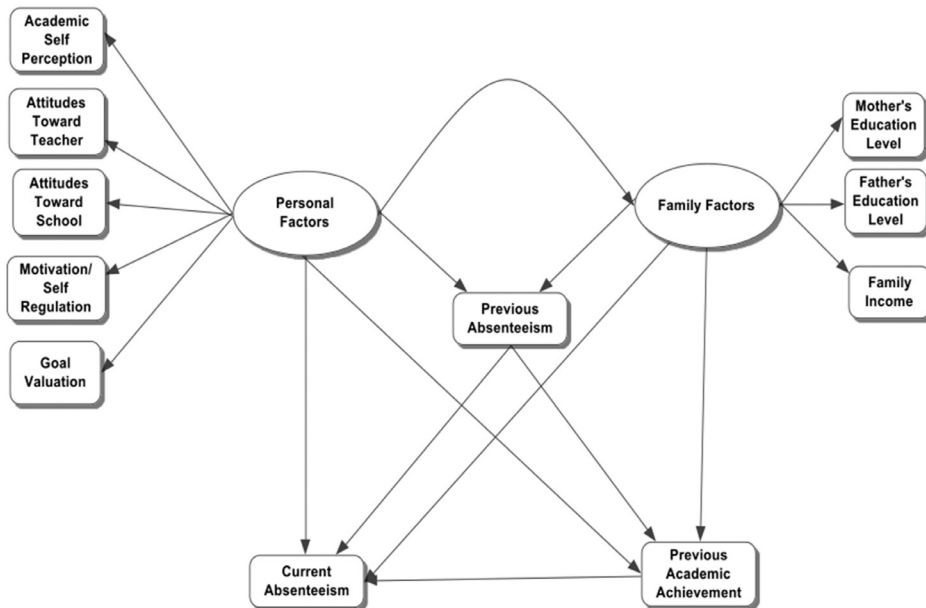 Academic
Self
Perception
Attitudes
Toward
Teacher
Attitudes
Toward
School
Motivation/
Self
Regulation
Goal
Valuation
Personal
Factors
Previous
Absenteeism
Family Factors
Mother's
Education
Level
Father's
Education
Level
Family
Income
Current
Absenteeism
Previous
Academic
Achievement